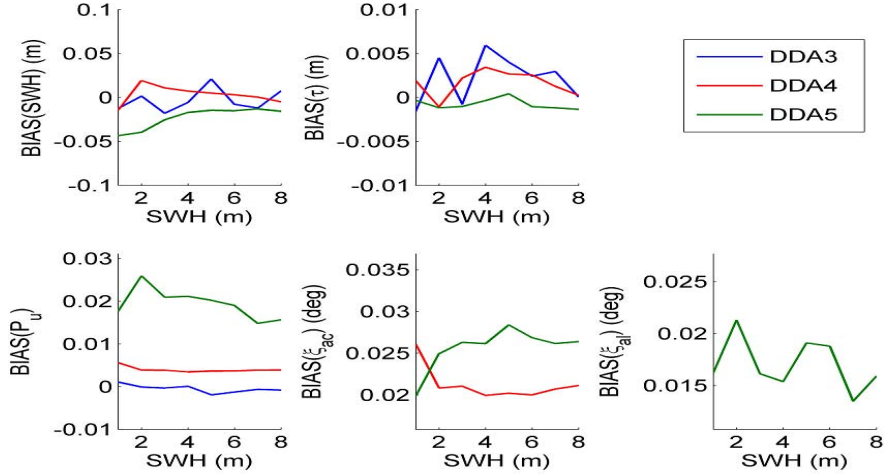 0.1
0.05
0
-0.05
-0.1
BIAS(SWH) (m)
2 4 6 8
SWH (m)
0.01
0.005
0
0.005
-0.01
BIAS(τ) (m)
2 4 6 8
SWH (m)
DDA3
DDA4
DDA5
0.03
0.02
0.01
0
-0.01
BIAS(Pu)
2 4 6 8
SWH (m)
0.035
0.03
0.025
0.02
BIAS(ξac) (deg)
2 4 6 8
SWH (m)
0.025
0.02
0.015
BIAS(ξal) (deg)
2 4 6 8
SWH (m)